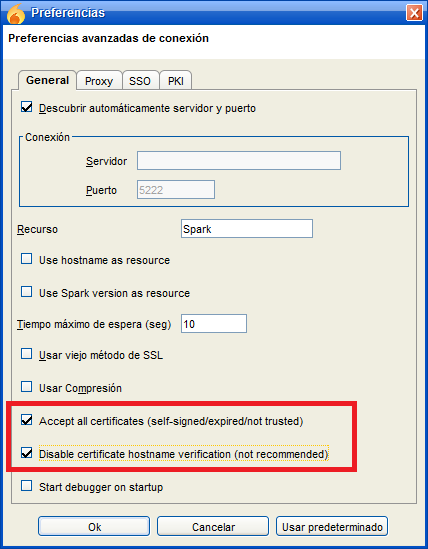 Preferencias
Preferencias avanzadas de conexión
General Proxy SSO PKI
Descubrir automáticamente servidor y puerto
Conexión
Servidor
Puerto 5222
Recurso Spark
Use hostname as resource
Use Spark version as resource
Tiempo máximo de espera (seg) 10
Usar viejo método de SSL
Usar Compresión
Accept all certificates (self-signed/expired/not trusted)
Disable certificate hostname verification (not recommended)
Start debugger on startup
Ok Cancelar Usar predeterminado